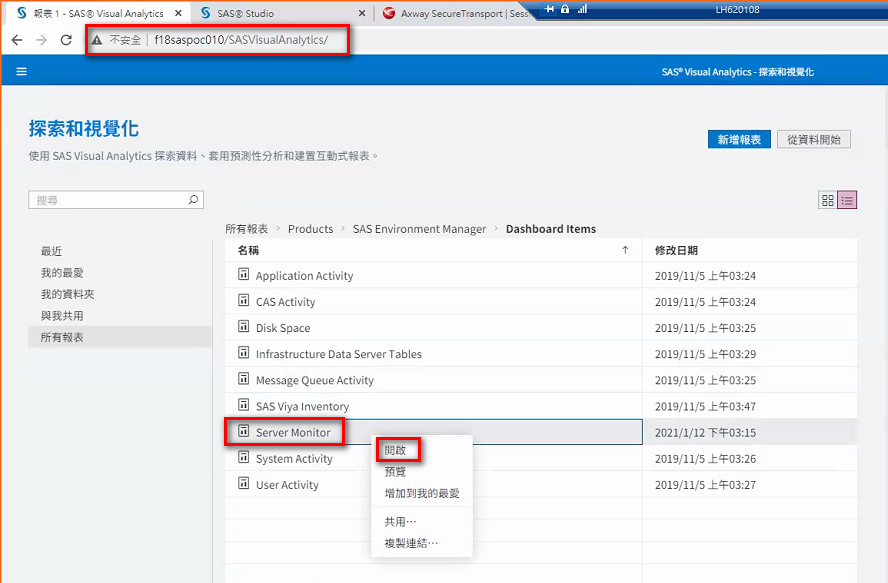 報表 1 - SAS® Visual Analytics
SAS® Studio
Axway SecureTransport | Sess
LH620108
不安全 | f18saspoc010/SASVisualAnalytics/
SAS® Visual Analytics - 探索和視覺化
探索和視覺化
使用 SAS Visual Analytics 探索資料、套用預測性分析和建置互動式報表。
新增報表
從資料開始
搜尋
所有報表 > Products > SAS Environment Manager > Dashboard Items
最近
我的最愛
我的資料夾
與我共用
所有報表
名稱 ↑ 修改日期
Application Activity 2019/11/5 上午03:24
CAS Activity 2019/11/5 上午03:24
Disk Space 2019/11/5 上午03:25
Infrastructure Data Server Tables 2019/11/5 上午03:29
Message Queue Activity 2019/11/5 上午03:25
SAS Viya Inventory 2019/11/5 上午03:47
Server Monitor 2021/1/12 下午03:15
System Activity 2019/11/5 上午03:26
User Activity 2019/11/5 上午03:27
開啟
預覽
增加到我的最愛
共用…
複製連結…